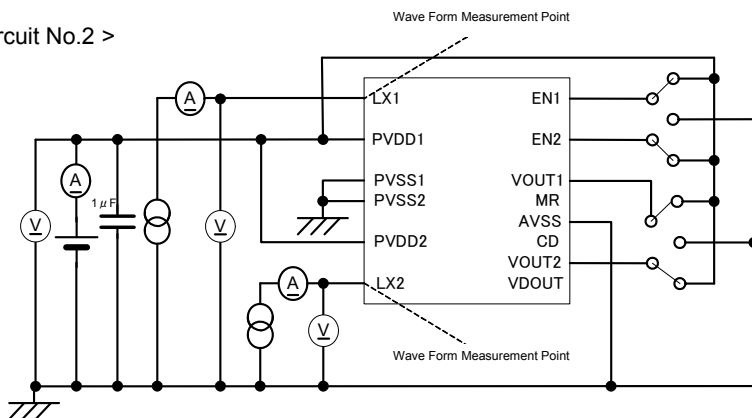 Wave Form Measurement Point
rcuit No.2 >
A
LX1 EN1
PVDD1 EN2
PVSS1 VOUT1
A
1μF
PVSS2 MR
AVSS
V V
PVDD2 CD
VOUT2
A LX2 VDOUT
V
Wave Form Measurement Point